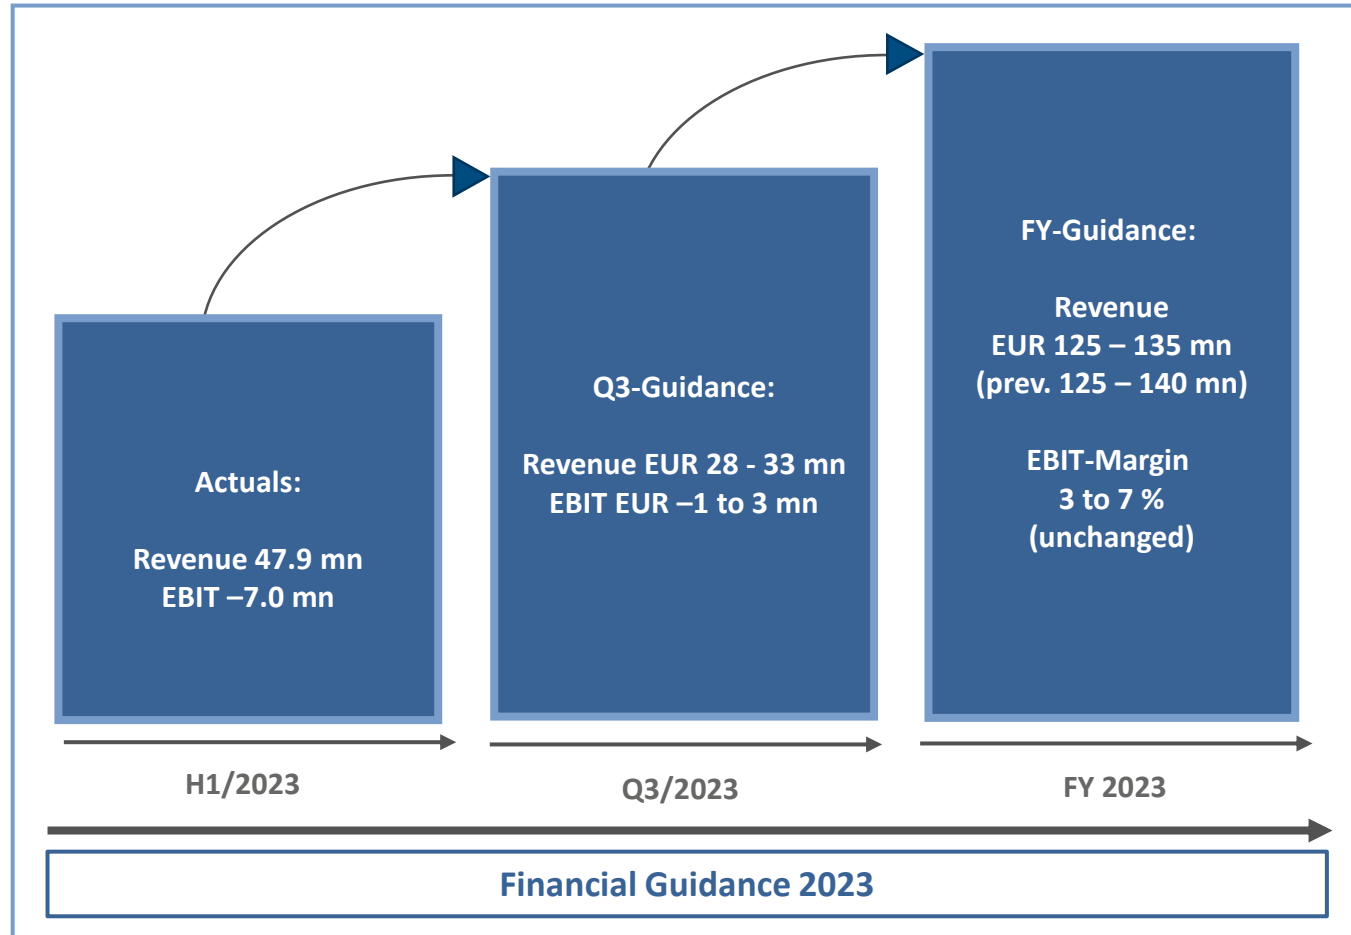 Actuals:
Revenue 47.9 mn
EBIT –7.0 mn
Q3-Guidance:
Revenue EUR 28 - 33 mn
EBIT EUR –1 to 3 mn
FY-Guidance:
Revenue
EUR 125 – 135 mn
(prev. 125 – 140 mn)
EBIT-Margin
3 to 7 %
(unchanged)
H1/2023
Q3/2023
FY 2023
Financial Guidance 2023